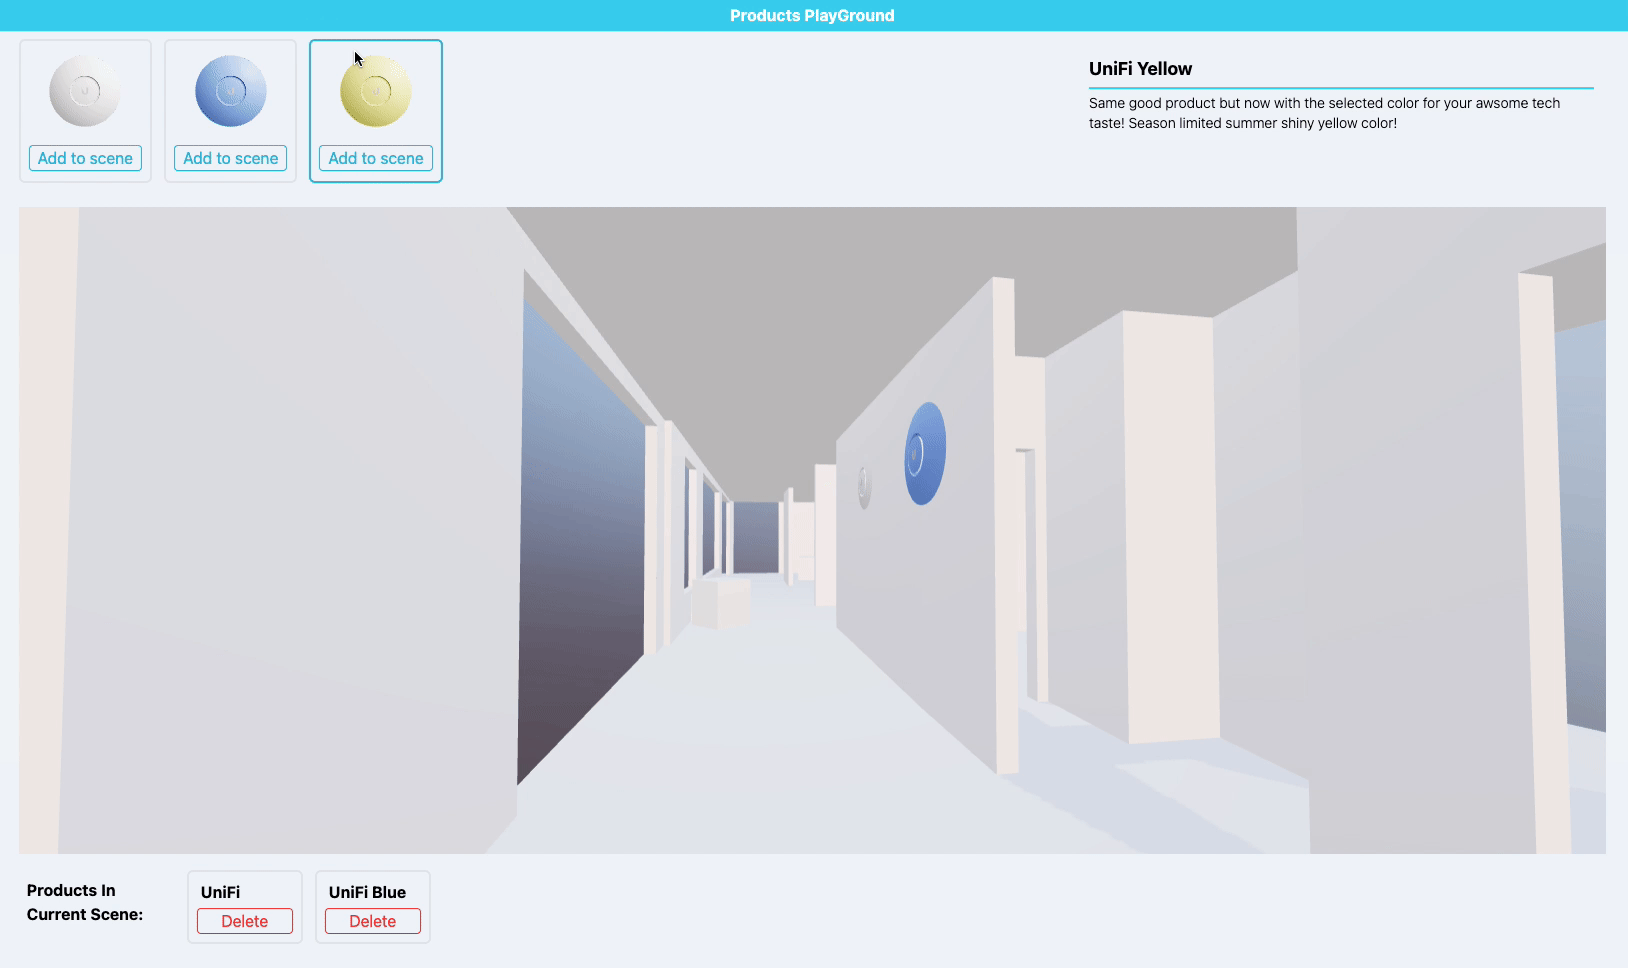 Products PlayGround
Add to scene
Add to scene
Add to scene
UniFi Yellow
Same good product but now with the selected color for your awsome tech
taste! Season limited summer shiny yellow color!
Products In
Current Scene:
UniFi
Delete
UniFi Blue
Delete